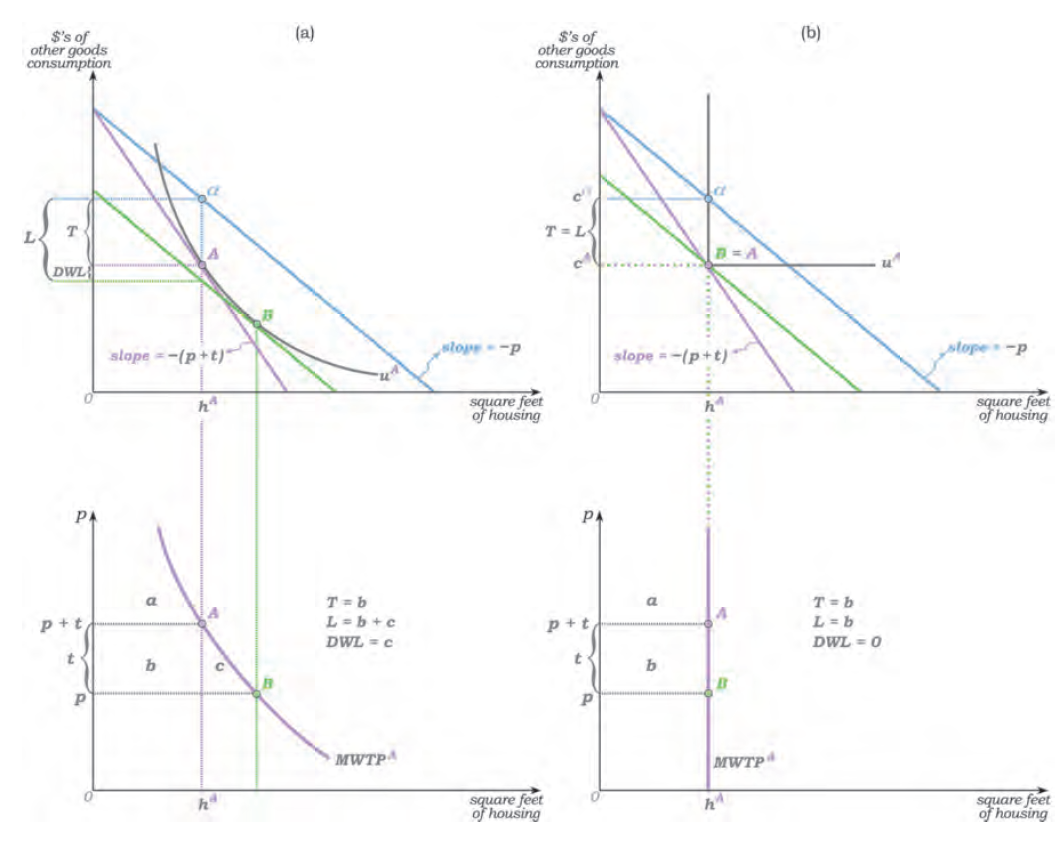 (a)
$'s of
other goods
consumption
α
L
T
A
DWL
B
slope = −(p + t)
slope = −p
u^A
0
h^A
square feet
of housing
p
a
A
T = b
p + t
L = b + c
DWL = c
t
b
c
B
p
MWTP^A
0
h^A
square feet
of housing
(b)
$'s of
other goods
consumption
c^α
α
T = L
c^A
B = A
u^A
slope = −(p + t)
slope = −p
0
h^A
square feet
of housing
p
a
A
T = b
p + t
L = b
DWL = 0
t
b
B
p
MWTP^A
0
h^A
square feet
of housing